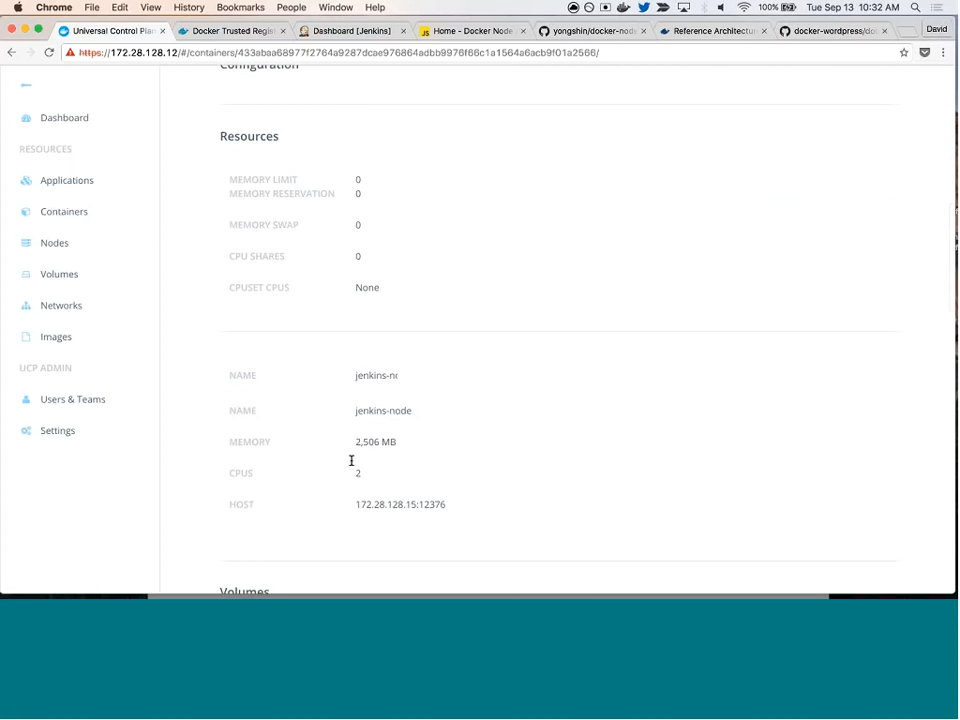 Chrome File Edit View History Bookmarks People Window Help 100% Tue Sep 13 10:32 AM
Universal Control Plan Docker Trusted Regist Dashboard [Jenkins] Home - Docker Node yongshin/docker-node Reference Architectur docker-wordpress/doc David
https://172.28.128.12/#/containers/433abaa68977f2764a9287dcae976864adbb9976f66c1a1564a6acb9f01a2566/
Configuration
Dashboard
RESOURCES
Applications
Containers
Nodes
Volumes
Networks
Images
UCP ADMIN
Users & Teams
Settings
Resources
MEMORY LIMIT 0
MEMORY RESERVATION 0
MEMORY SWAP 0
CPU SHARES 0
CPUSET CPUS None
NAME jenkins-no
NAME jenkins-node
MEMORY 2,506 MB
CPUS 2
HOST 172.28.128.15:12376
Volumes